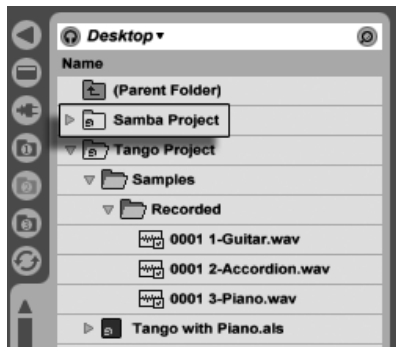 Desktop
Name
(Parent Folder)
Samba Project
Tango Project
Samples
Recorded
0001 1-Guitar.wav
0001 2-Accordion.wav
0001 3-Piano.wav
Tango with Piano.als